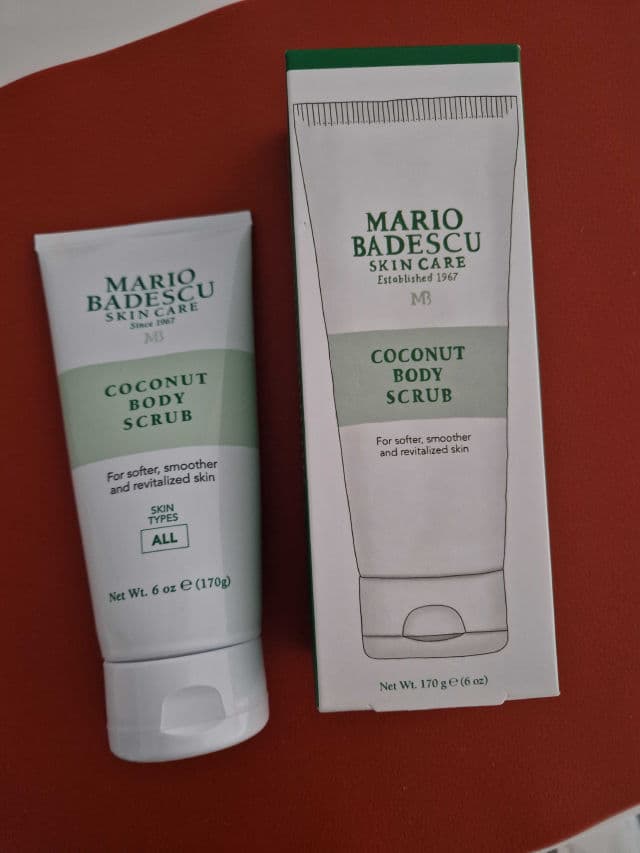 MARIO
BADESCU
SKIN CARE
Since 1967
MB
COCONUT
BODY
SCRUB
For softer, smoother
and revitalized skin
SKIN
TYPES
ALL
Net Wt. 6 oz ℮ (170g)
MARIO
BADESCU
SKIN CARE
Established 1967
MB
COCONUT
BODY
SCRUB
For softer, smoother
and revitalized skin
Net Wt. 170 g ℮ (6 oz)